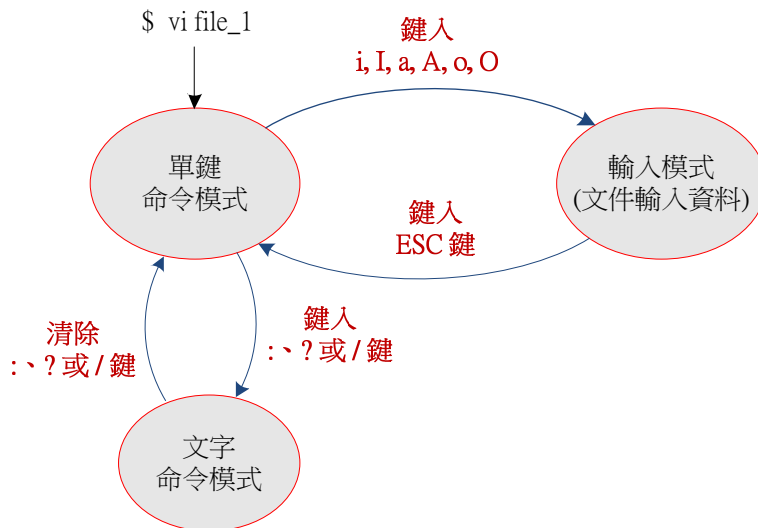 $ vi file_1
鍵入
i, I, a, A, o, O
單鍵
命令模式
輸入模式
(文件輸入資料)
鍵入
ESC 鍵
清除
:、? 或 / 鍵
鍵入
:、? 或 / 鍵
文字
命令模式